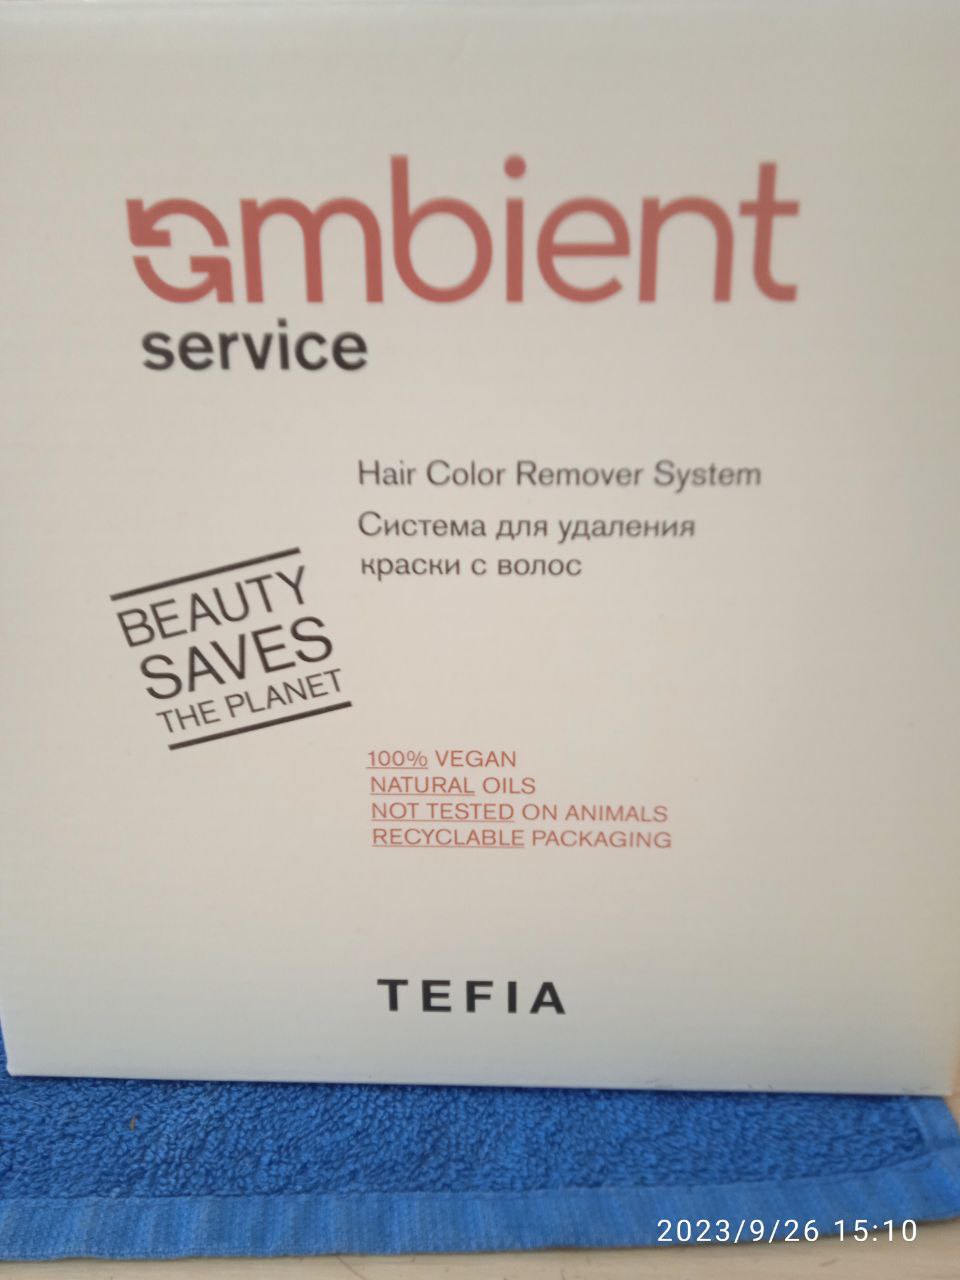 ambient
service
Hair Color Remover System
Система для удаления
краски с волос
BEAUTY
SAVES
THE PLANET
100% VEGAN
NATURAL OILS
NOT TESTED ON ANIMALS
RECYCLABLE PACKAGING
TEFIA
2023/9/26 15:10